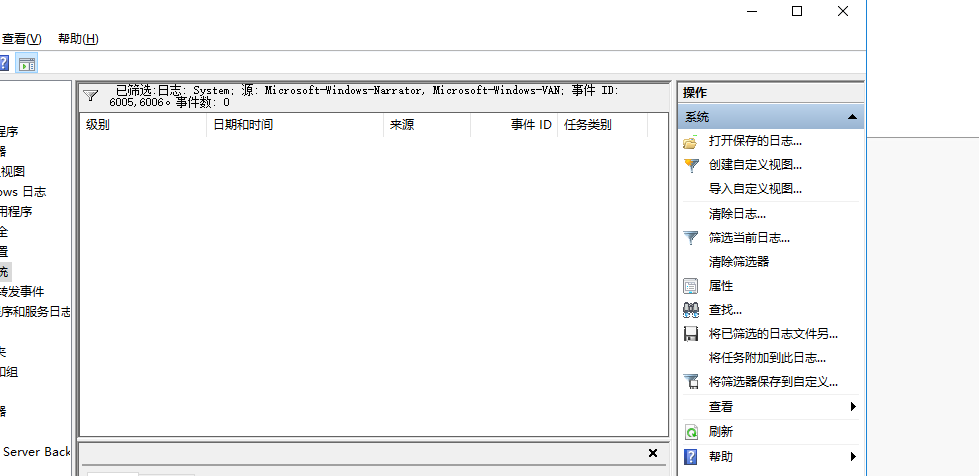 查看(V) 帮助(H)
已筛选:日志: System; 源: Microsoft-Windows-Narrator, Microsoft-Windows-VAN; 事件 ID:
6005,6006。事件数: 0
级别 日期和时间 来源 事件 ID 任务类别
程序
器
视图
ows 日志
用程序
全
置
统
转发事件
序和服务日志
夹
和组
器
Server Back
操作
系统
打开保存的日志...
创建自定义视图...
导入自定义视图...
清除日志...
筛选当前日志...
清除筛选器
属性
查找...
将已筛选的日志文件另...
将任务附加到此日志...
将筛选器保存到自定义...
查看
刷新
帮助